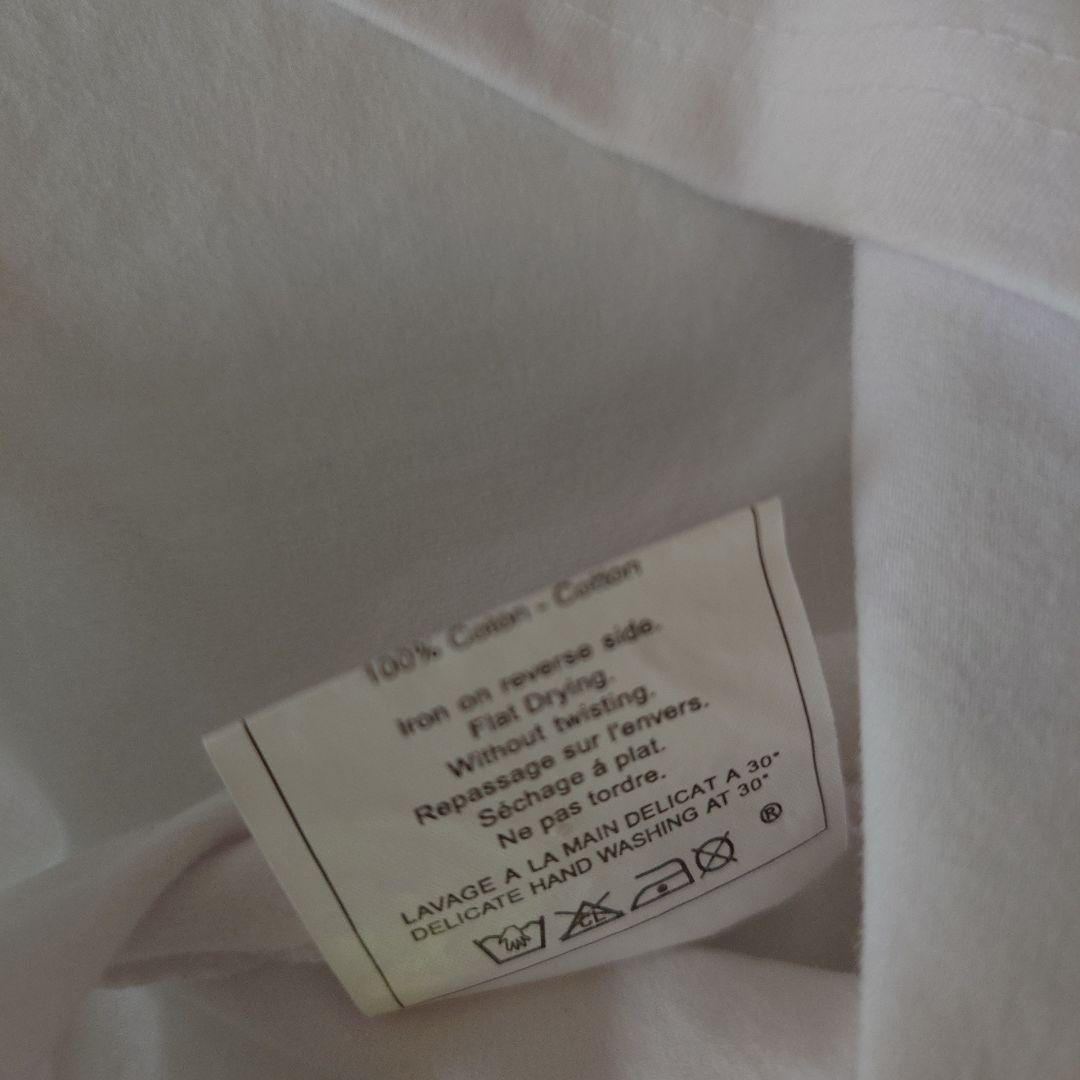 100% Coton - Cotton
Iron on reverse side.
Flat Drying.
Without twisting.
Repassage sur l'envers.
Séchage á plat.
Ne pas tordre.
LAVAGE A LA MAIN DELICAT A 30°
DELICATE HAND WASHING AT 30°
CL ®